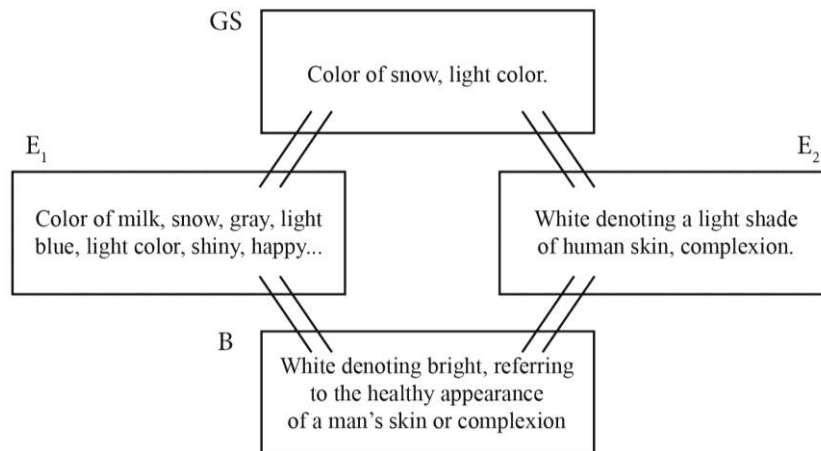 GS
Color of snow, light color.
E₁
E₂
Color of milk, snow, gray, light
blue, light color, shiny, happy...
White denoting a light shade
of human skin, complexion.
B
White denoting bright, referring
to the healthy appearance
of a man's skin or complexion